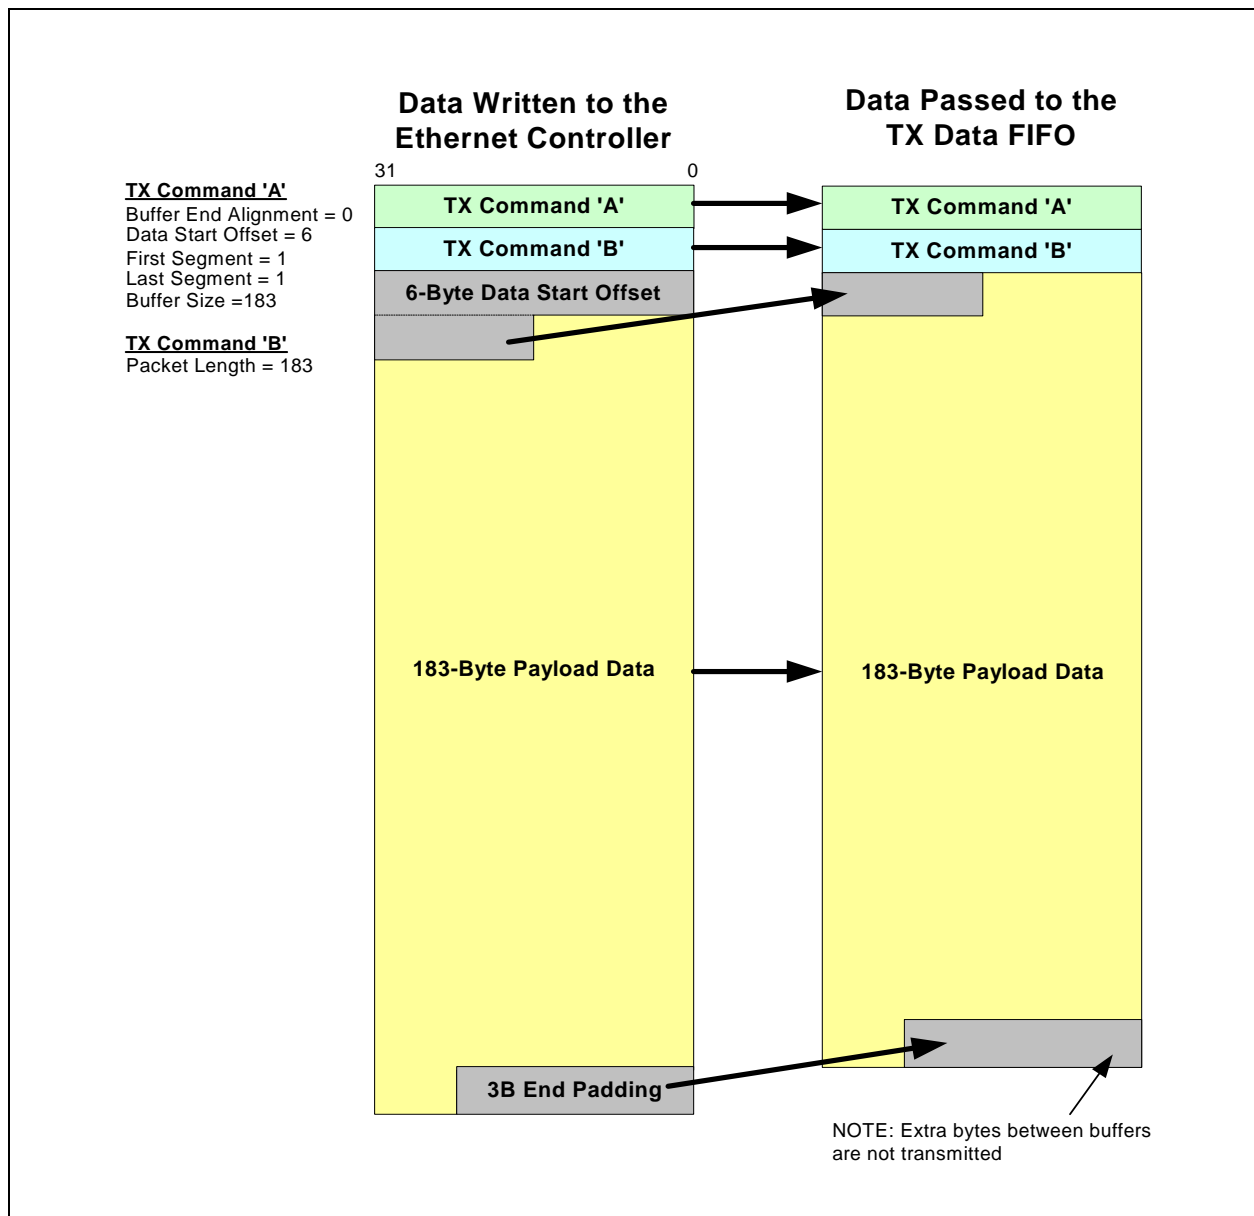 Data Written to the
Ethernet Controller
Data Passed to the
TX Data FIFO
31
0
TX Command 'A'
Buffer End Alignment = 0
Data Start Offset = 6
First Segment = 1
Last Segment = 1
Buffer Size =183
TX Command 'B'
Packet Length = 183
TX Command 'A'
TX Command 'B'
6-Byte Data Start Offset
183-Byte Payload Data
3B End Padding
TX Command 'A'
TX Command 'B'
183-Byte Payload Data
NOTE: Extra bytes between buffers
are not transmitted